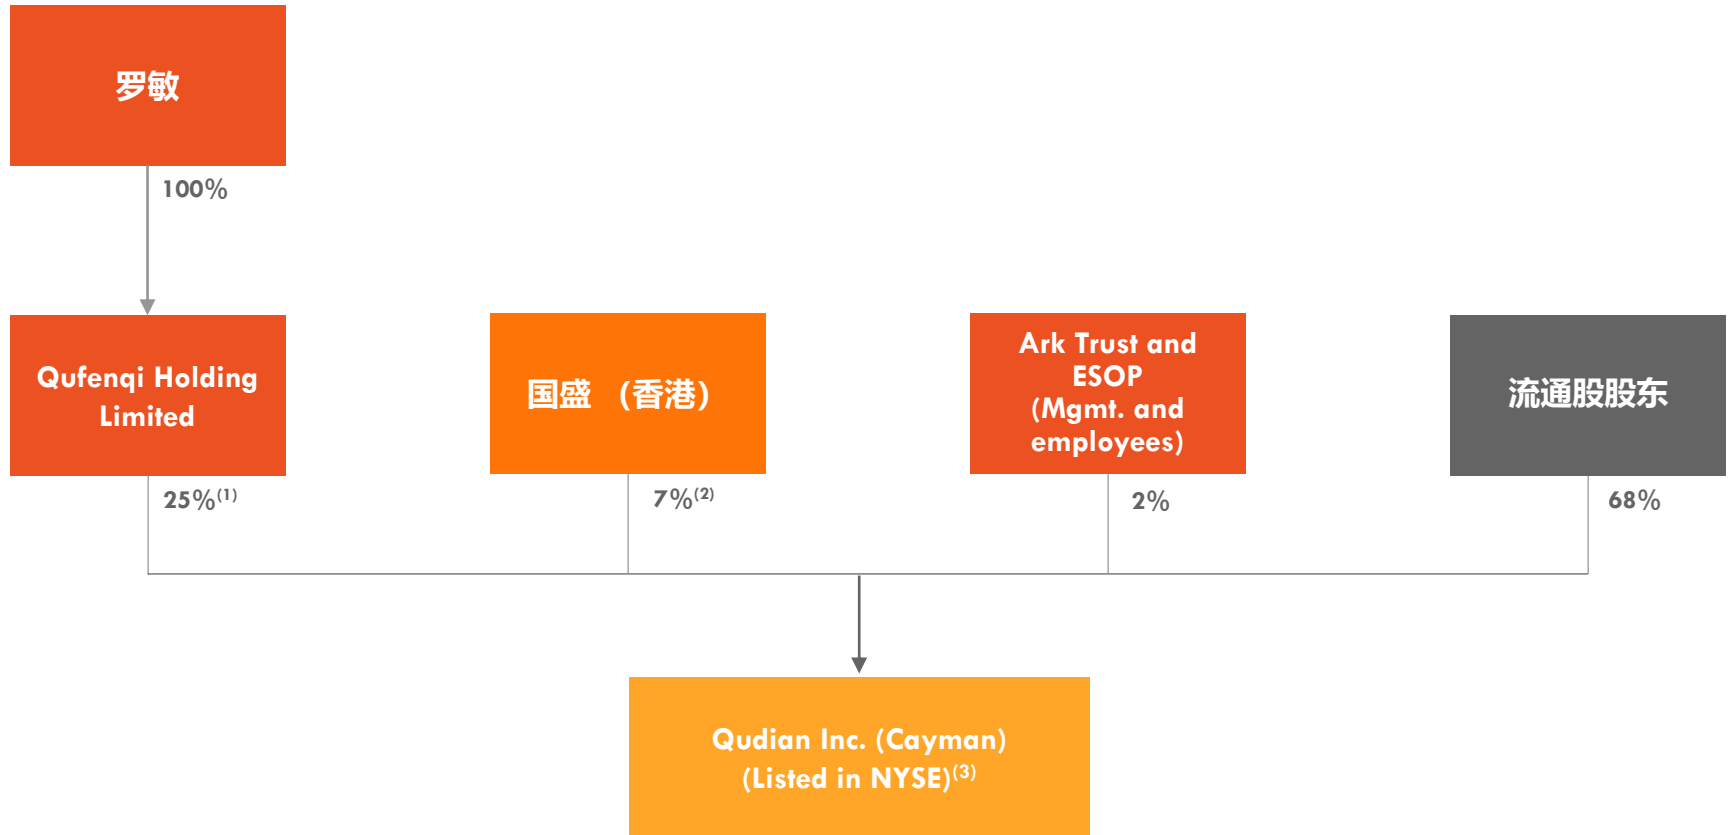 罗敏
100%
Qufenqi Holding
Limited
国盛 （香港）
Ark Trust and
ESOP
(Mgmt. and
employees)
流通股股东
25%(1)
7%(2)
2%
68%
Qudian Inc. (Cayman)
(Listed in NYSE)(3)